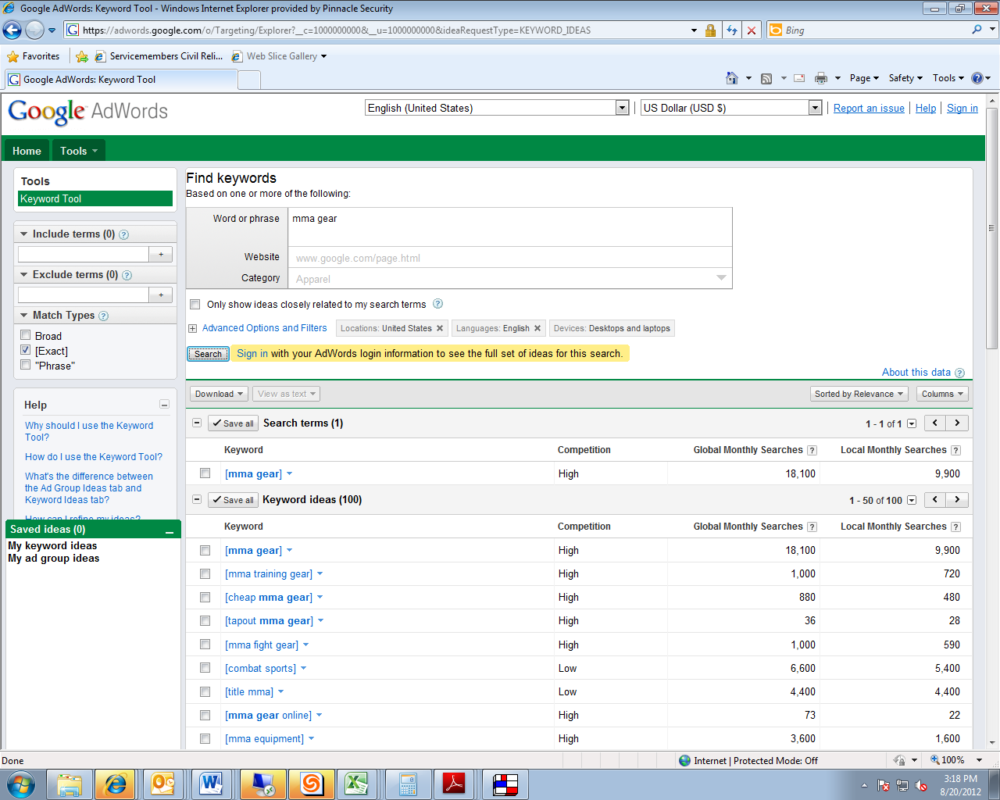 Google AdWords: Keyword Tool - Windows Internet Explorer provided by Pinnacle Security
https://adwords.google.com/o/Targeting/Explorer?__c=1000000000&__u=1000000000&ideaRequestType=KEYWORD_IDEAS
Bing
Favorites
Servicemembers Civil Reli...
Web Slice Gallery
Google AdWords: Keyword Tool
Page
Safety
Tools
Google AdWords
English (United States)
US Dollar (USD $)
Report an issue
Help
Sign in
Home
Tools
Tools
Keyword Tool
Include terms (0) ?
+
Exclude terms (0) ?
+
Match Types ?
Broad
[Exact]
"Phrase"
Help
Why should I use the Keyword
Tool?
How do I use the Keyword Tool?
What's the difference between
the Ad Group Ideas tab and
Keyword Ideas tab?
How can I refine my ideas?
Saved ideas (0)
My keyword ideas
My ad group ideas
Find keywords
Based on one or more of the following:
Word or phrase mma gear
Website www.google.com/page.html
Category Apparel
Only show ideas closely related to my search terms ?
Advanced Options and Filters
Locations: United States
Languages: English
Devices: Desktops and laptops
Search
Sign in with your AdWords login information to see the full set of ideas for this search.
About this data ?
Download
View as text
Sorted by Relevance
Columns
Save all Search terms (1) 1 - 1 of 1
Keyword Competition Global Monthly Searches ? Local Monthly Searches ?
[mma gear] High 18,100 9,900
Save all Keyword ideas (100) 1 - 50 of 100
Keyword Competition Global Monthly Searches ? Local Monthly Searches ?
[mma gear] High 18,100 9,900
[mma training gear] High 1,000 720
[cheap mma gear] High 880 480
[tapout mma gear] High 36 28
[mma fight gear] High 1,000 590
[combat sports] Low 6,600 5,400
[title mma] Low 4,400 4,400
[mma gear online] High 73 22
[mma equipment] High 3,600 1,600
Done
Internet | Protected Mode: Off
100%
3:18 PM
8/20/2012